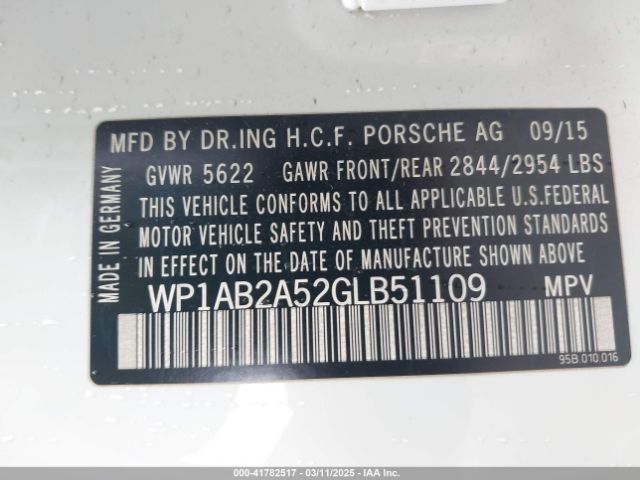 MFD BY DR.ING H.C.F. PORSCHE AG 09/15
GVWR 5622 GAWR FRONT/REAR 2844/2954 LBS
THIS VEHICLE CONFORMS TO ALL APPLICABLE U.S.FEDERAL
MOTOR VEHICLE SAFETY AND THEFT PREVENTION STANDARDS
IN EFFECT ON THE DATE OF MANUFACTURE SHOWN ABOVE
WP1AB2A52GLB51109 MPV
95B.010.016
MADE IN GERMANY
000-41782517 - 03/11/2025 - IAA Inc.